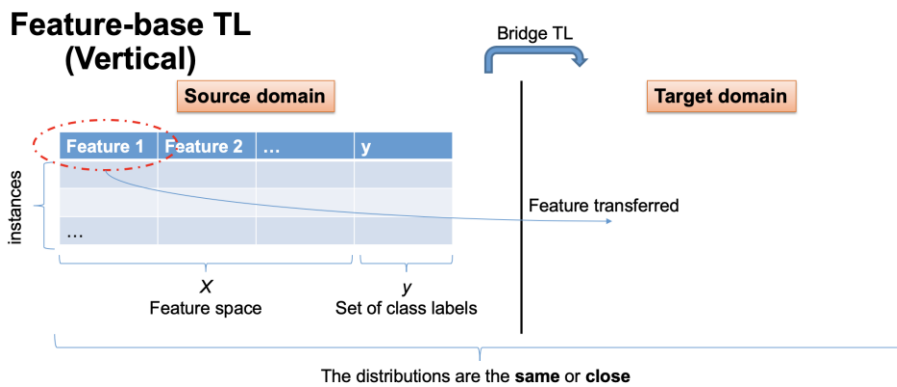 Feature-base TL
(Vertical)
Bridge TL
Source domain
Target domain
Feature 1 Feature 2 ... y
instances
...
Feature transferred
X
Feature space
y
Set of class labels
The distributions are the same or close